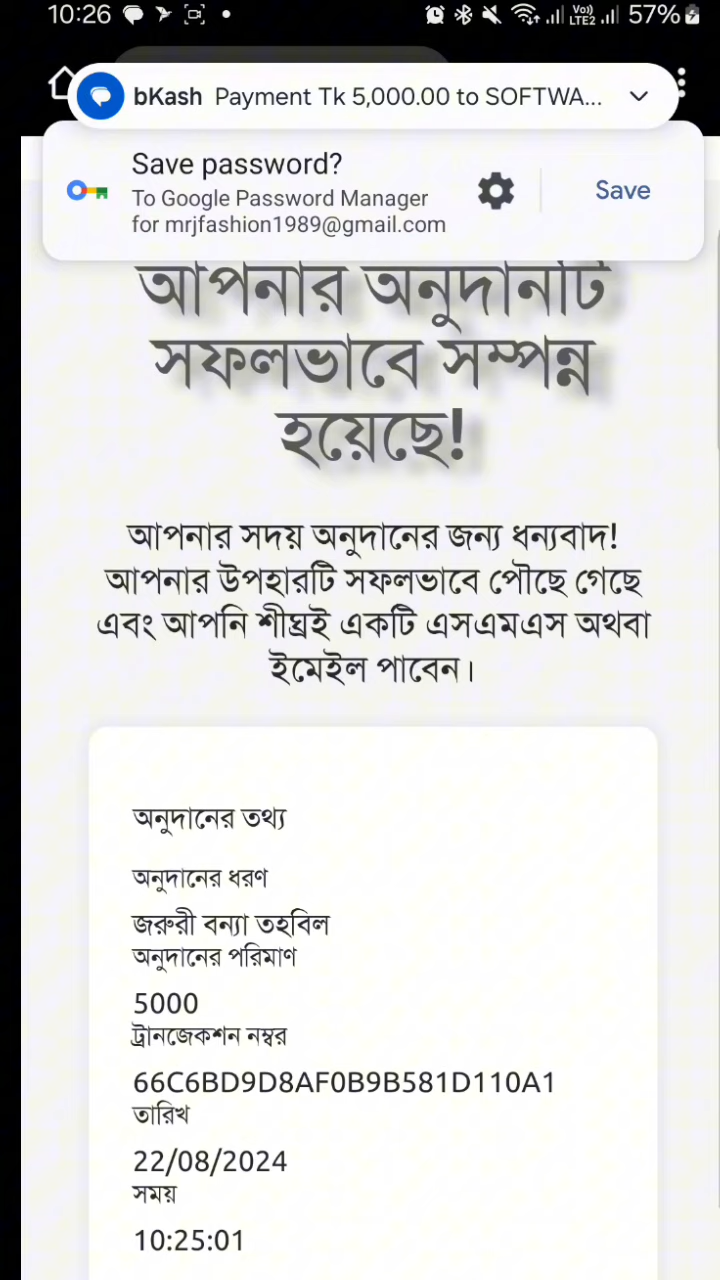 10:26
Vo)) LTE2 57%
bKash Payment Tk 5,000.00 to SOFTWA...
Save password?
To Google Password Manager
for mrjfashion1989@gmail.com
Save
আপনার অনুদানটি
সফলভাবে সম্পন্ন
হয়েছে!
আপনার সদয় অনুদানের জন্য ধন্যবাদ!
আপনার উপহারটি সফলভাবে পৌছে গেছে
এবং আপনি শীঘ্রই একটি এসএমএস অথবা
ইমেইল পাবেন।
অনুদানের তথ্য
অনুদানের ধরণ
জরুরী বন্যা তহবিল
অনুদানের পরিমাণ
5000
ট্রানজেকশন নম্বর
66C6BD9D8AF0B9B581D110A1
তারিখ
22/08/2024
সময়
10:25:01